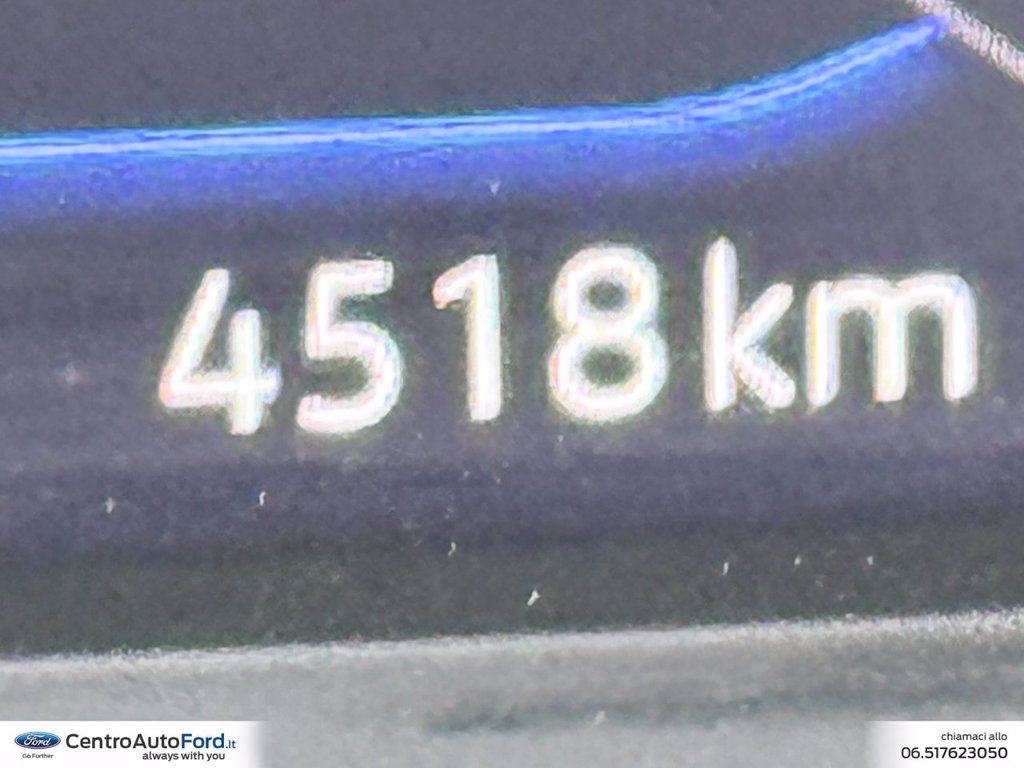 4518km
Ford
Go Further
CentroAutoFord.it
always with you
chiamaci allo
06.517623050